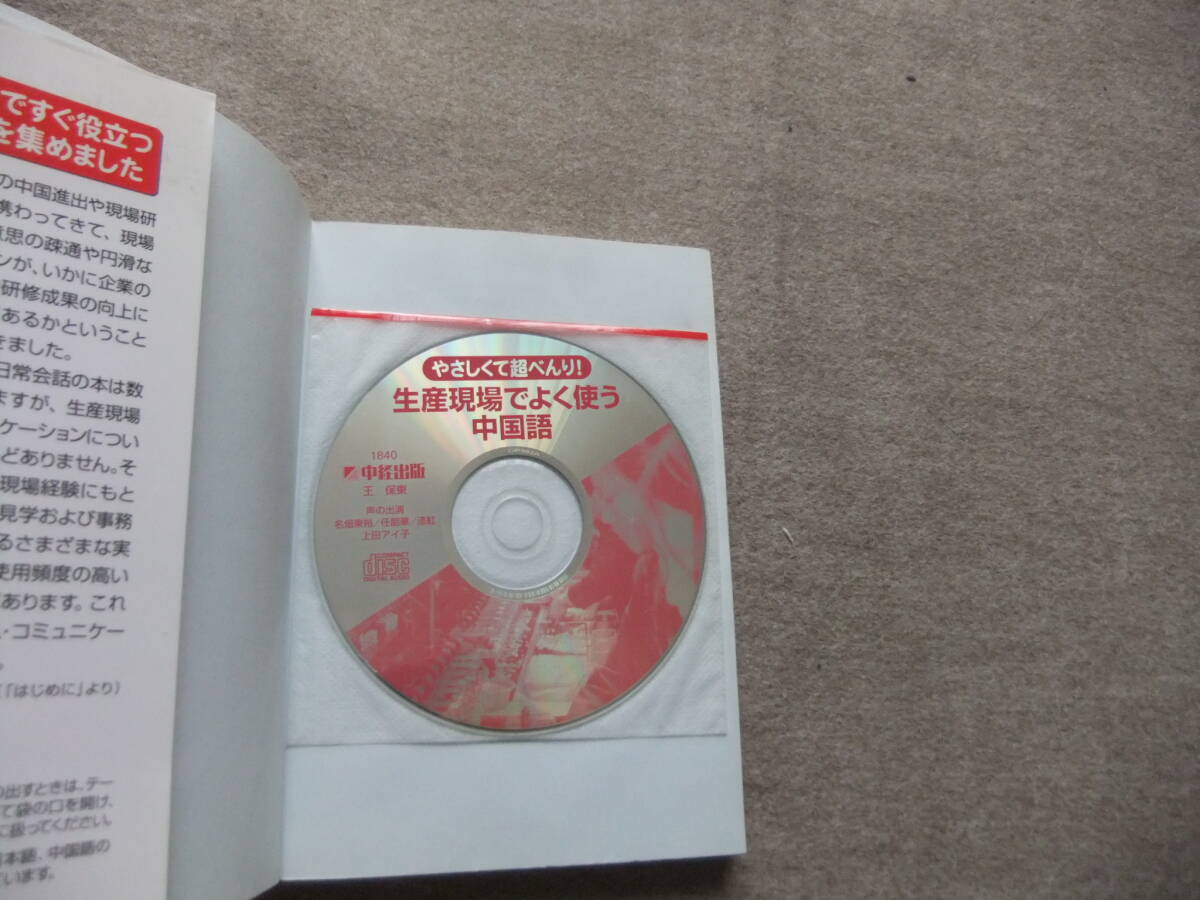 ですぐ役立つ
を集めました
の中国進出や現場研
携わってきて、現場
意思の疎通や円滑な
ンが、いかに企業の
研修成果の向上に
あるかということ
きました。
日常会話の本は数
ますが、生産現場
ケーションについ
どありません。そ
現場経験にもと
見学および事務
るさまざまな実
使用頻度の高い
あります。これ
・コミュニケー
(「はじめに」より)
出すときは、テー
て袋の口を開け、
に扱ってください。
本語、中国語の
ています。
やさしくて超べんり!
生産現場でよく使う
中国語
1840
中経出版
王 保東
声の出演
名畑東裕/任韶華/凛虹
上田アイ子
COMPACT
disc
DIGITAL AUDIO